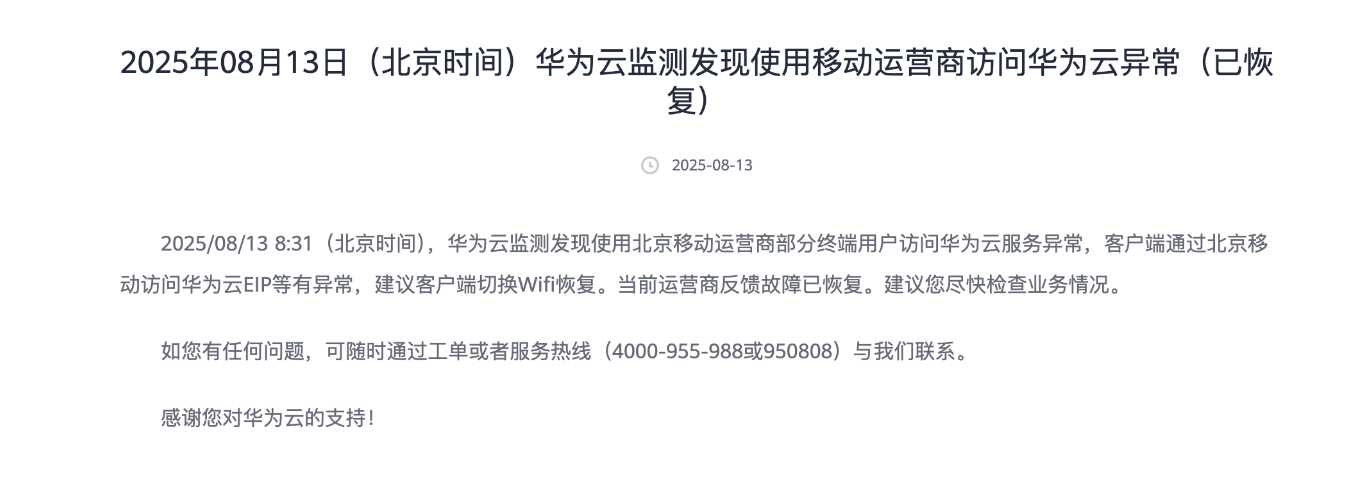 2025年08月13日（北京时间）华为云监测发现使用移动运营商访问华为云异常（已恢
复）
2025-08-13
2025/08/13 8:31（北京时间），华为云监测发现使用北京移动运营商部分终端用户访问华为云服务异常，客户端通过北京移
动访问华为云EIP等有异常，建议客户端切换Wifi恢复。当前运营商反馈故障已恢复。建议您尽快检查业务情况。
如您有任何问题，可随时通过工单或者服务热线（4000-955-988或950808）与我们联系。
感谢您对华为云的支持！